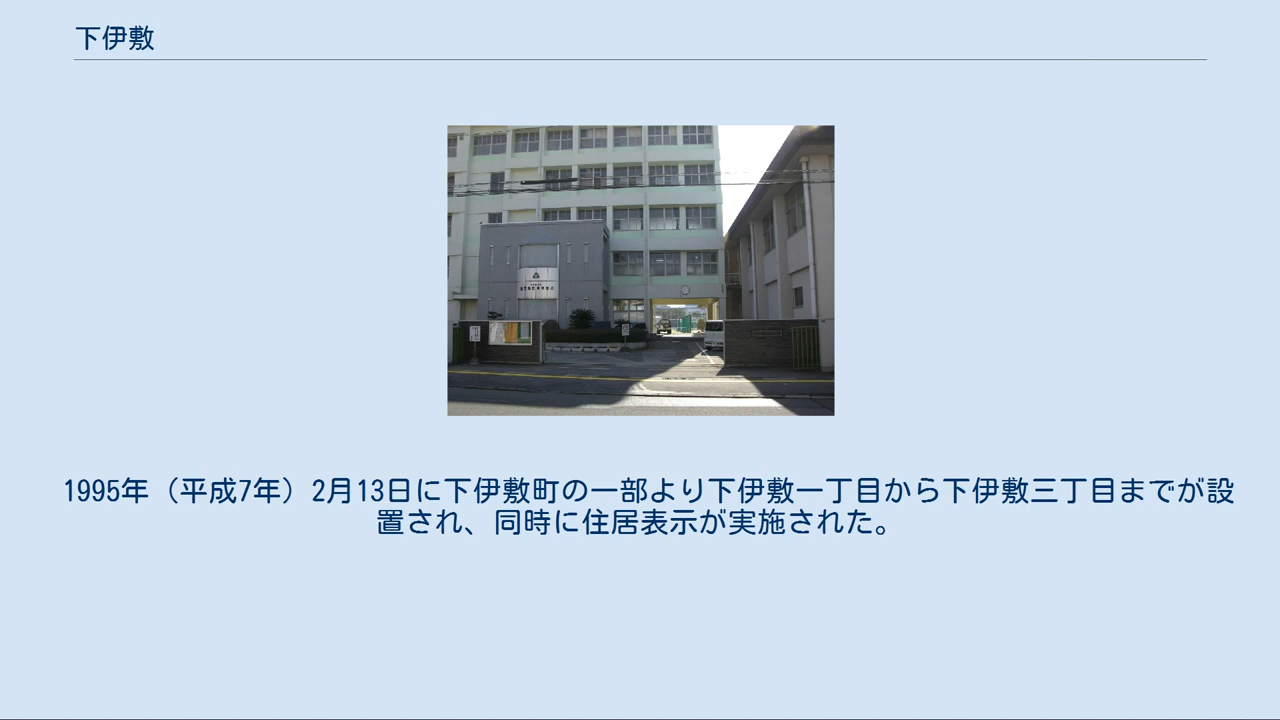 下伊敷
1995年（平成7年）2月13日に下伊敷町の一部より下伊敷一丁目から下伊敷三丁目までが設
置され、同時に住居表示が実施された。